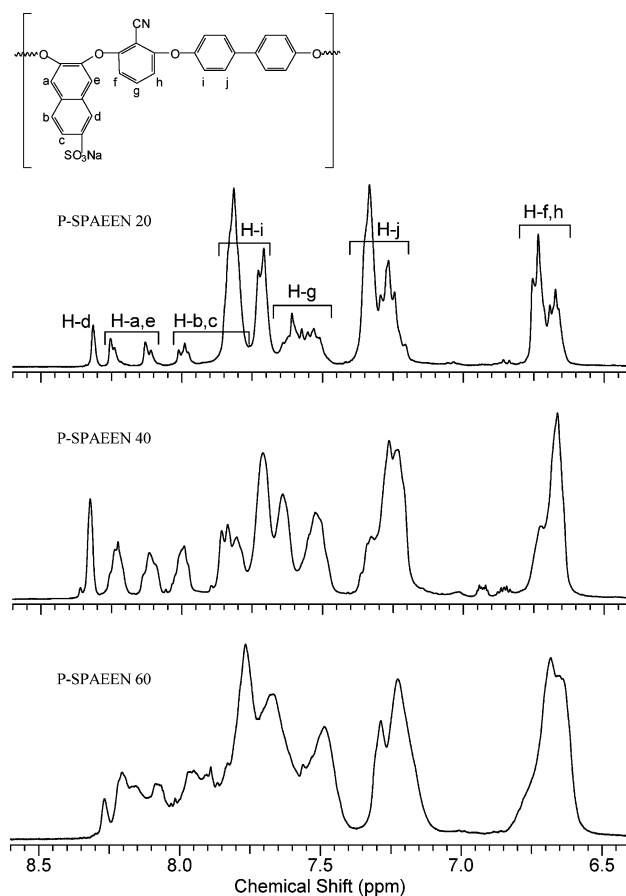 CN
O O O O
a e f h i j
g
b d
c
SO3Na
P-SPAEEN 20
H-i H-j H-f,h
H-g
H-d H-a,e H-b,c
P-SPAEEN 40
P-SPAEEN 60
8.5 8.0 7.5 7.0 6.5
Chemical Shift (ppm)